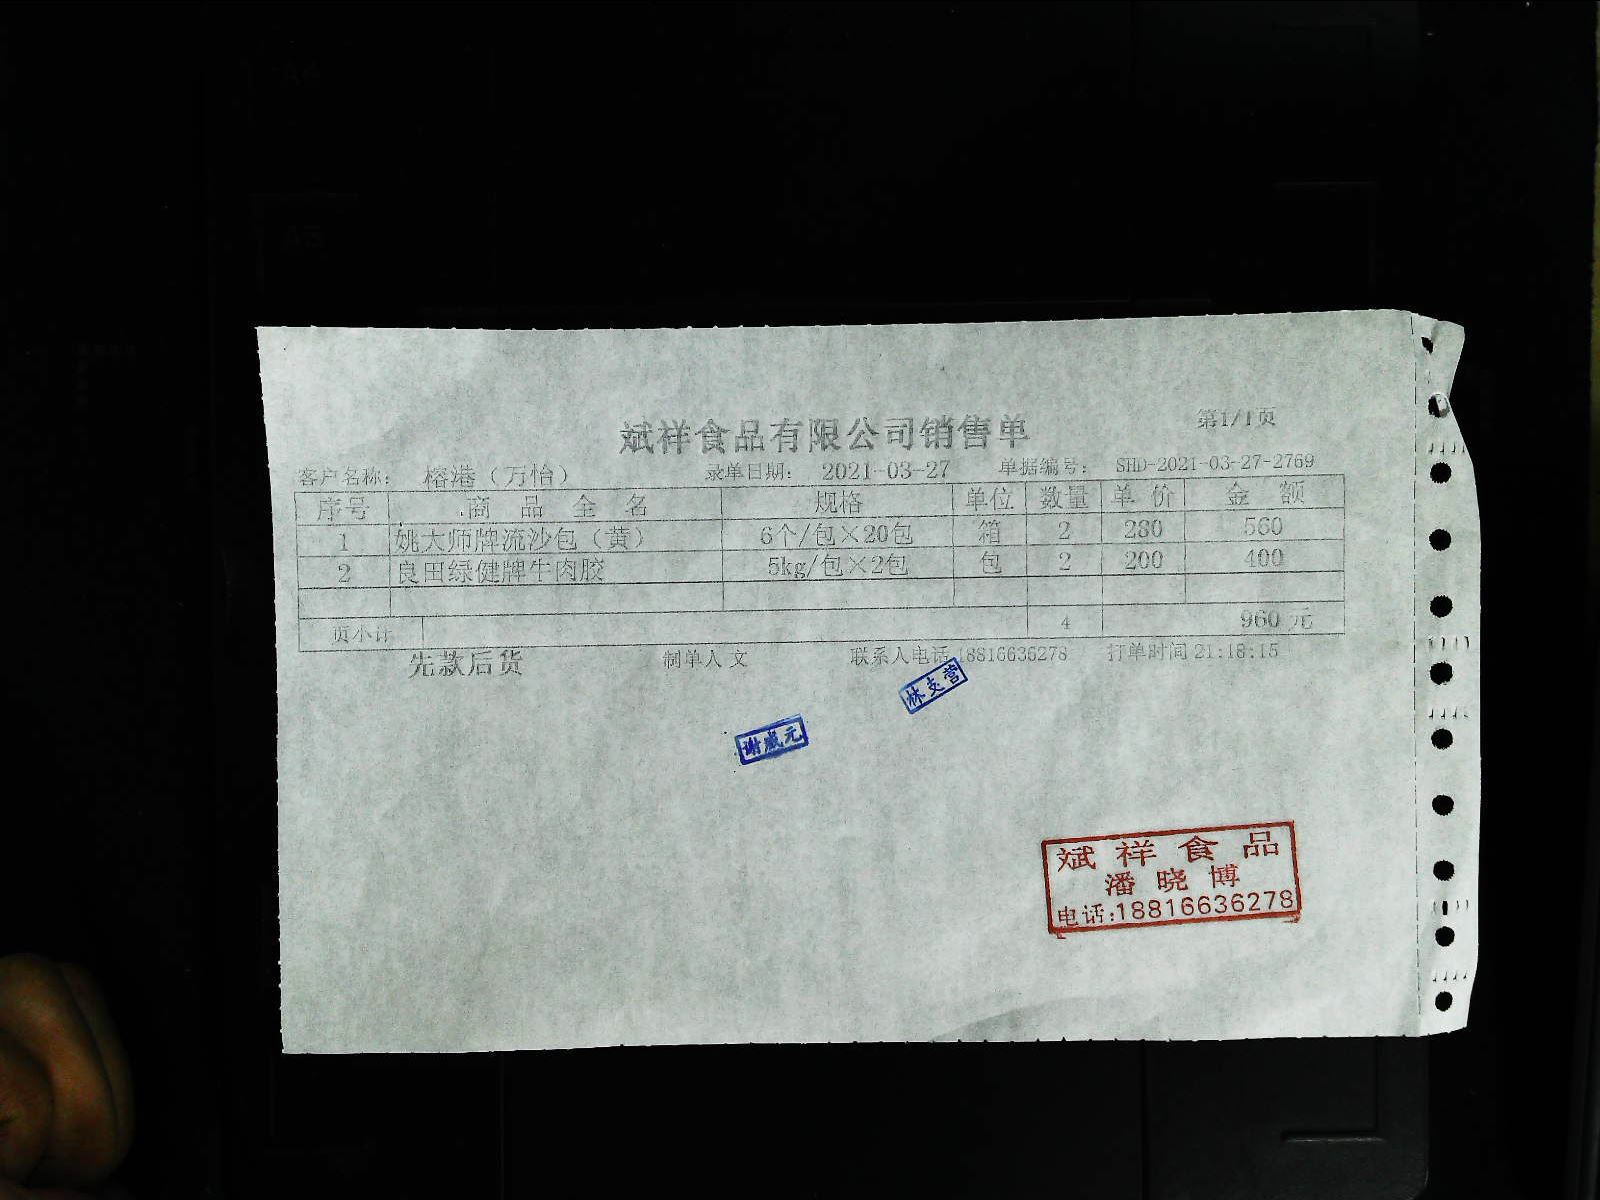 斌祥食品有限公司销售单
第1/1页
客户名称： 榕港（万怡） 录单日期： 2021-03-27 单据编号： SHD-2021-03-27-2769
序号 商品全名 规格 单位 数量 单价 金额
1 姚大师牌流沙包（黄） 6个/包×20包 箱 2 280 560
2 良田绿健牌牛肉胶 5kg/包×2包 包 2 200 400
页小计 4 960 元
先款后货 制单人 文 联系人电话 18816636278 打单时间 21:18:15
林支营
谢威元
斌祥食品
潘晓博
电话:18816636278